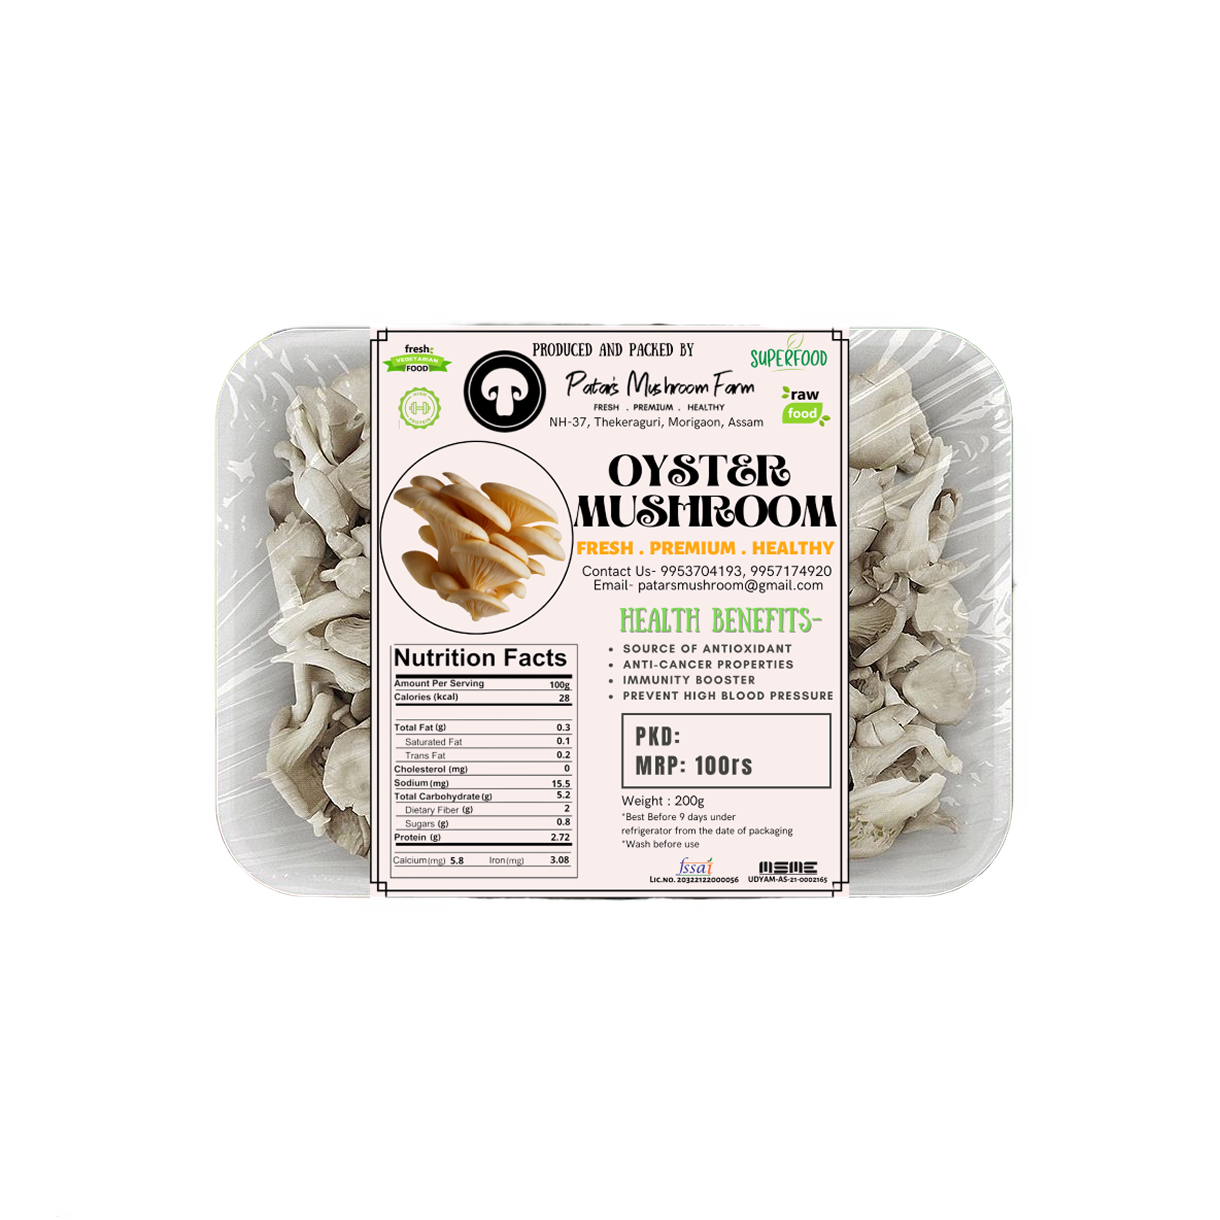 fresh
VEGETARIAN
FOOD
HIGH
PROTEIN
PRODUCED AND PACKED BY
Patar's Mushroom Farm
FRESH . PREMIUM . HEALTHY
NH-37, Thekeraguri, Morigaon, Assam
SUPERFOOD
raw
food
OYSTER
MUSHROOM
FRESH . PREMIUM . HEALTHY
Contact Us- 9953704193, 9957174920
Email- patarsmushroom@gmail.com
HEALTH BENEFITS-
• SOURCE OF ANTIOXIDANT
• ANTI-CANCER PROPERTIES
• IMMUNITY BOOSTER
• PREVENT HIGH BLOOD PRESSURE
Nutrition Facts
Amount Per Serving 100g
Calories (kcal) 28
Total Fat (g) 0.3
Saturated Fat 0.1
Trans Fat 0.2
Cholesterol (mg) 0
Sodium (mg) 15.5
Total Carbohydrate (g) 5.2
Dietary Fiber (g) 2
Sugars (g) 0.8
Protein (g) 2.72
Calcium (mg) 5.8 Iron (mg) 3.08
PKD:
MRP: 100rs
Weight : 200g
*Best Before 9 days under
refrigerator from the date of packaging
*Wash before use
fssai
LIC.NO. 20322122000056
MSME
UDYAM-AS-21-0002165